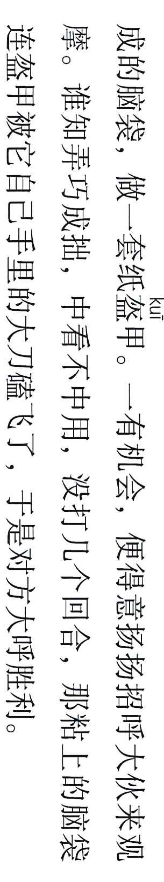 成的脑袋，做一套纸盔(kuī)甲。一有机会，便得意扬扬招呼大伙来观
摩。谁知弄巧成拙，中看不中用，没打几个回合，那粘上的脑袋
连盔甲被它自己手里的大刀磕飞了，于是对方大呼胜利。